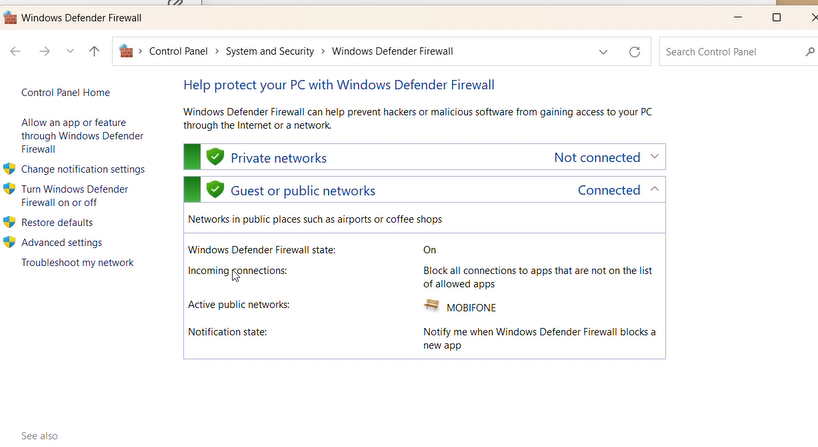 Windows Defender Firewall
Control Panel > System and Security > Windows Defender Firewall
Search Control Panel
Control Panel Home
Allow an app or feature
through Windows Defender
Firewall
Change notification settings
Turn Windows Defender
Firewall on or off
Restore defaults
Advanced settings
Troubleshoot my network
See also
Help protect your PC with Windows Defender Firewall
Windows Defender Firewall can help prevent hackers or malicious software from gaining access to your PC
through the Internet or a network.
Private networks Not connected
Guest or public networks Connected
Networks in public places such as airports or coffee shops
Windows Defender Firewall state: On
Incoming connections: Block all connections to apps that are not on the list
of allowed apps
Active public networks: MOBIFONE
Notification state: Notify me when Windows Defender Firewall blocks a
new app